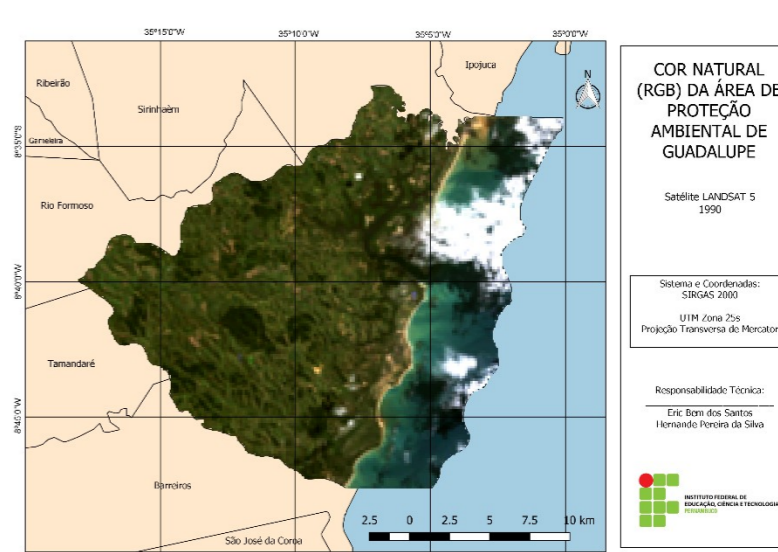 35°15'0"W
35°10'0"W
35°5'0"W
35°0'0"W
8°35'0"S
8°40'0"S
8°45'0"S
Ipojuca
Ribeirão
Sirinhaém
Gameleira
Rio Formoso
Tamandaré
Barreiros
São José da Coroa
N
2.5 0 2.5 5 7.5 10 km
COR NATURAL
(RGB) DA ÁREA DE
PROTEÇÃO
AMBIENTAL DE
GUADALUPE
Satélite LANDSAT 5
1990
Sistema e Coordenadas:
SIRGAS 2000
UTM Zona 25s
Projeção Transversa de Mercator
Responsabilidade Técnica:
Eric Bem dos Santos
Hernande Pereira da Silva
INSTITUTO FEDERAL DE
EDUCAÇÃO, CIÊNCIA E TECNOLOGIA
PERNAMBUCO